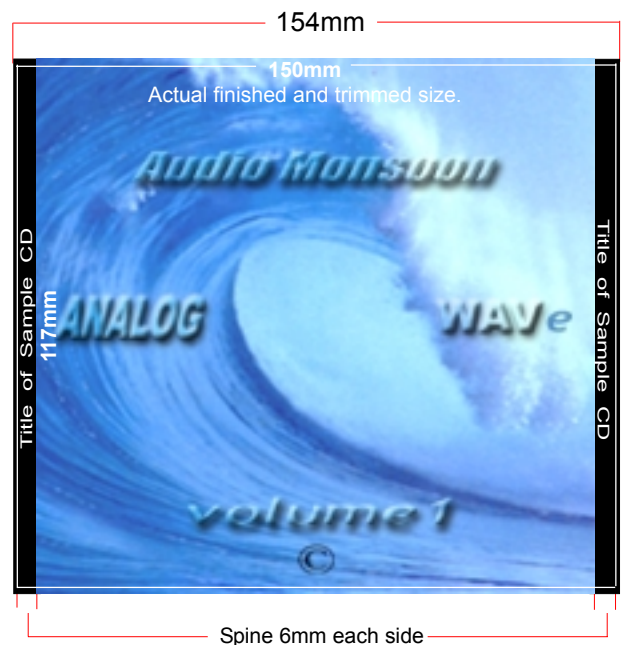 154mm
150mm
Actual finished and trimmed size.
Audio Monsoon
Title of Sample CD
117mm
ANALOG
WAVe
Title of Sample CD
volume 1
©
Spine 6mm each side